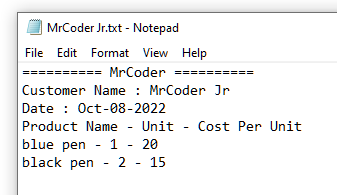 MrCoder Jr.txt - Notepad
File Edit Format View Help
========== MrCoder ==========
Customer Name : MrCoder Jr
Date : Oct-08-2022
Product Name - Unit - Cost Per Unit
blue pen - 1 - 20
black pen - 2 - 15